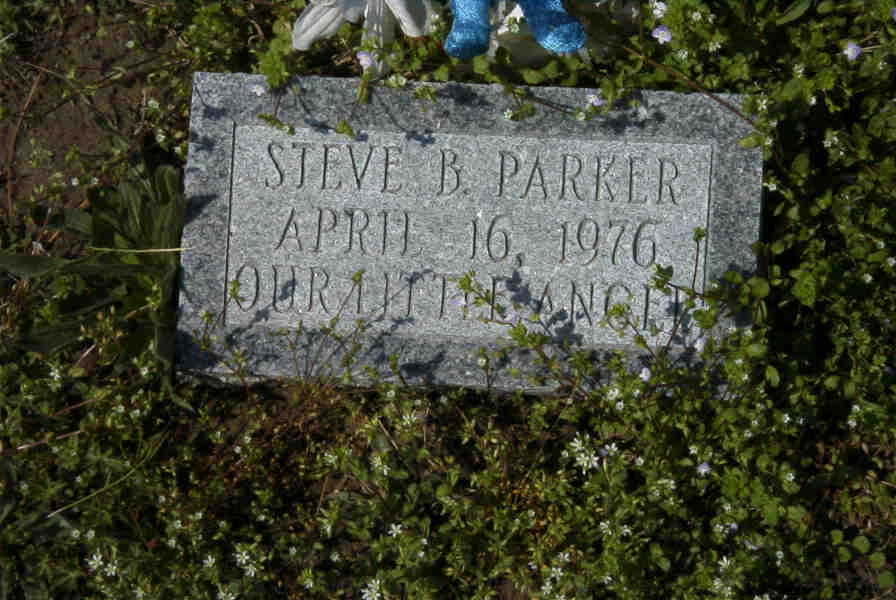 STEVE B. PARKER
APRIL 16, 1976
OUR LITTLE ANGEL